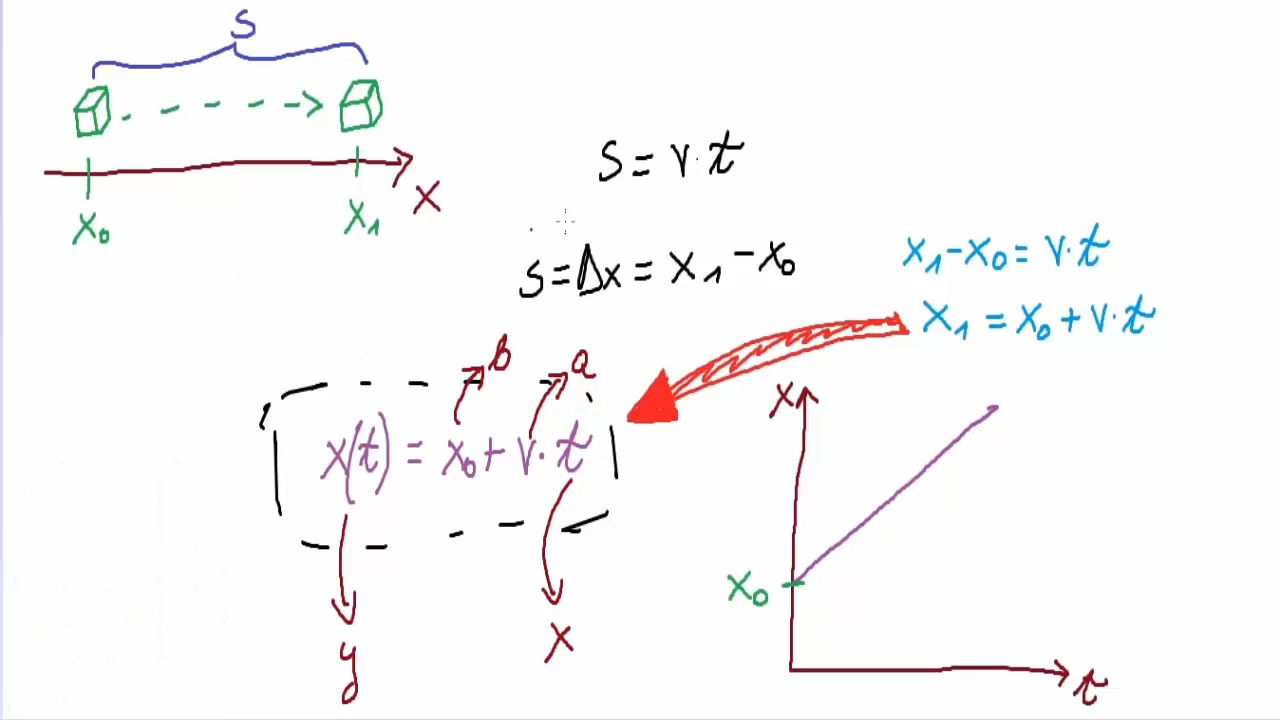 S
x₀
x₁
x
S = v·t
S = Δx = x₁ - x₀
x₁ - x₀ = v·t
x₁ = x₀ + v·t
b
a
x(t) = x₀ + v·t
y
x
x
x₀
t